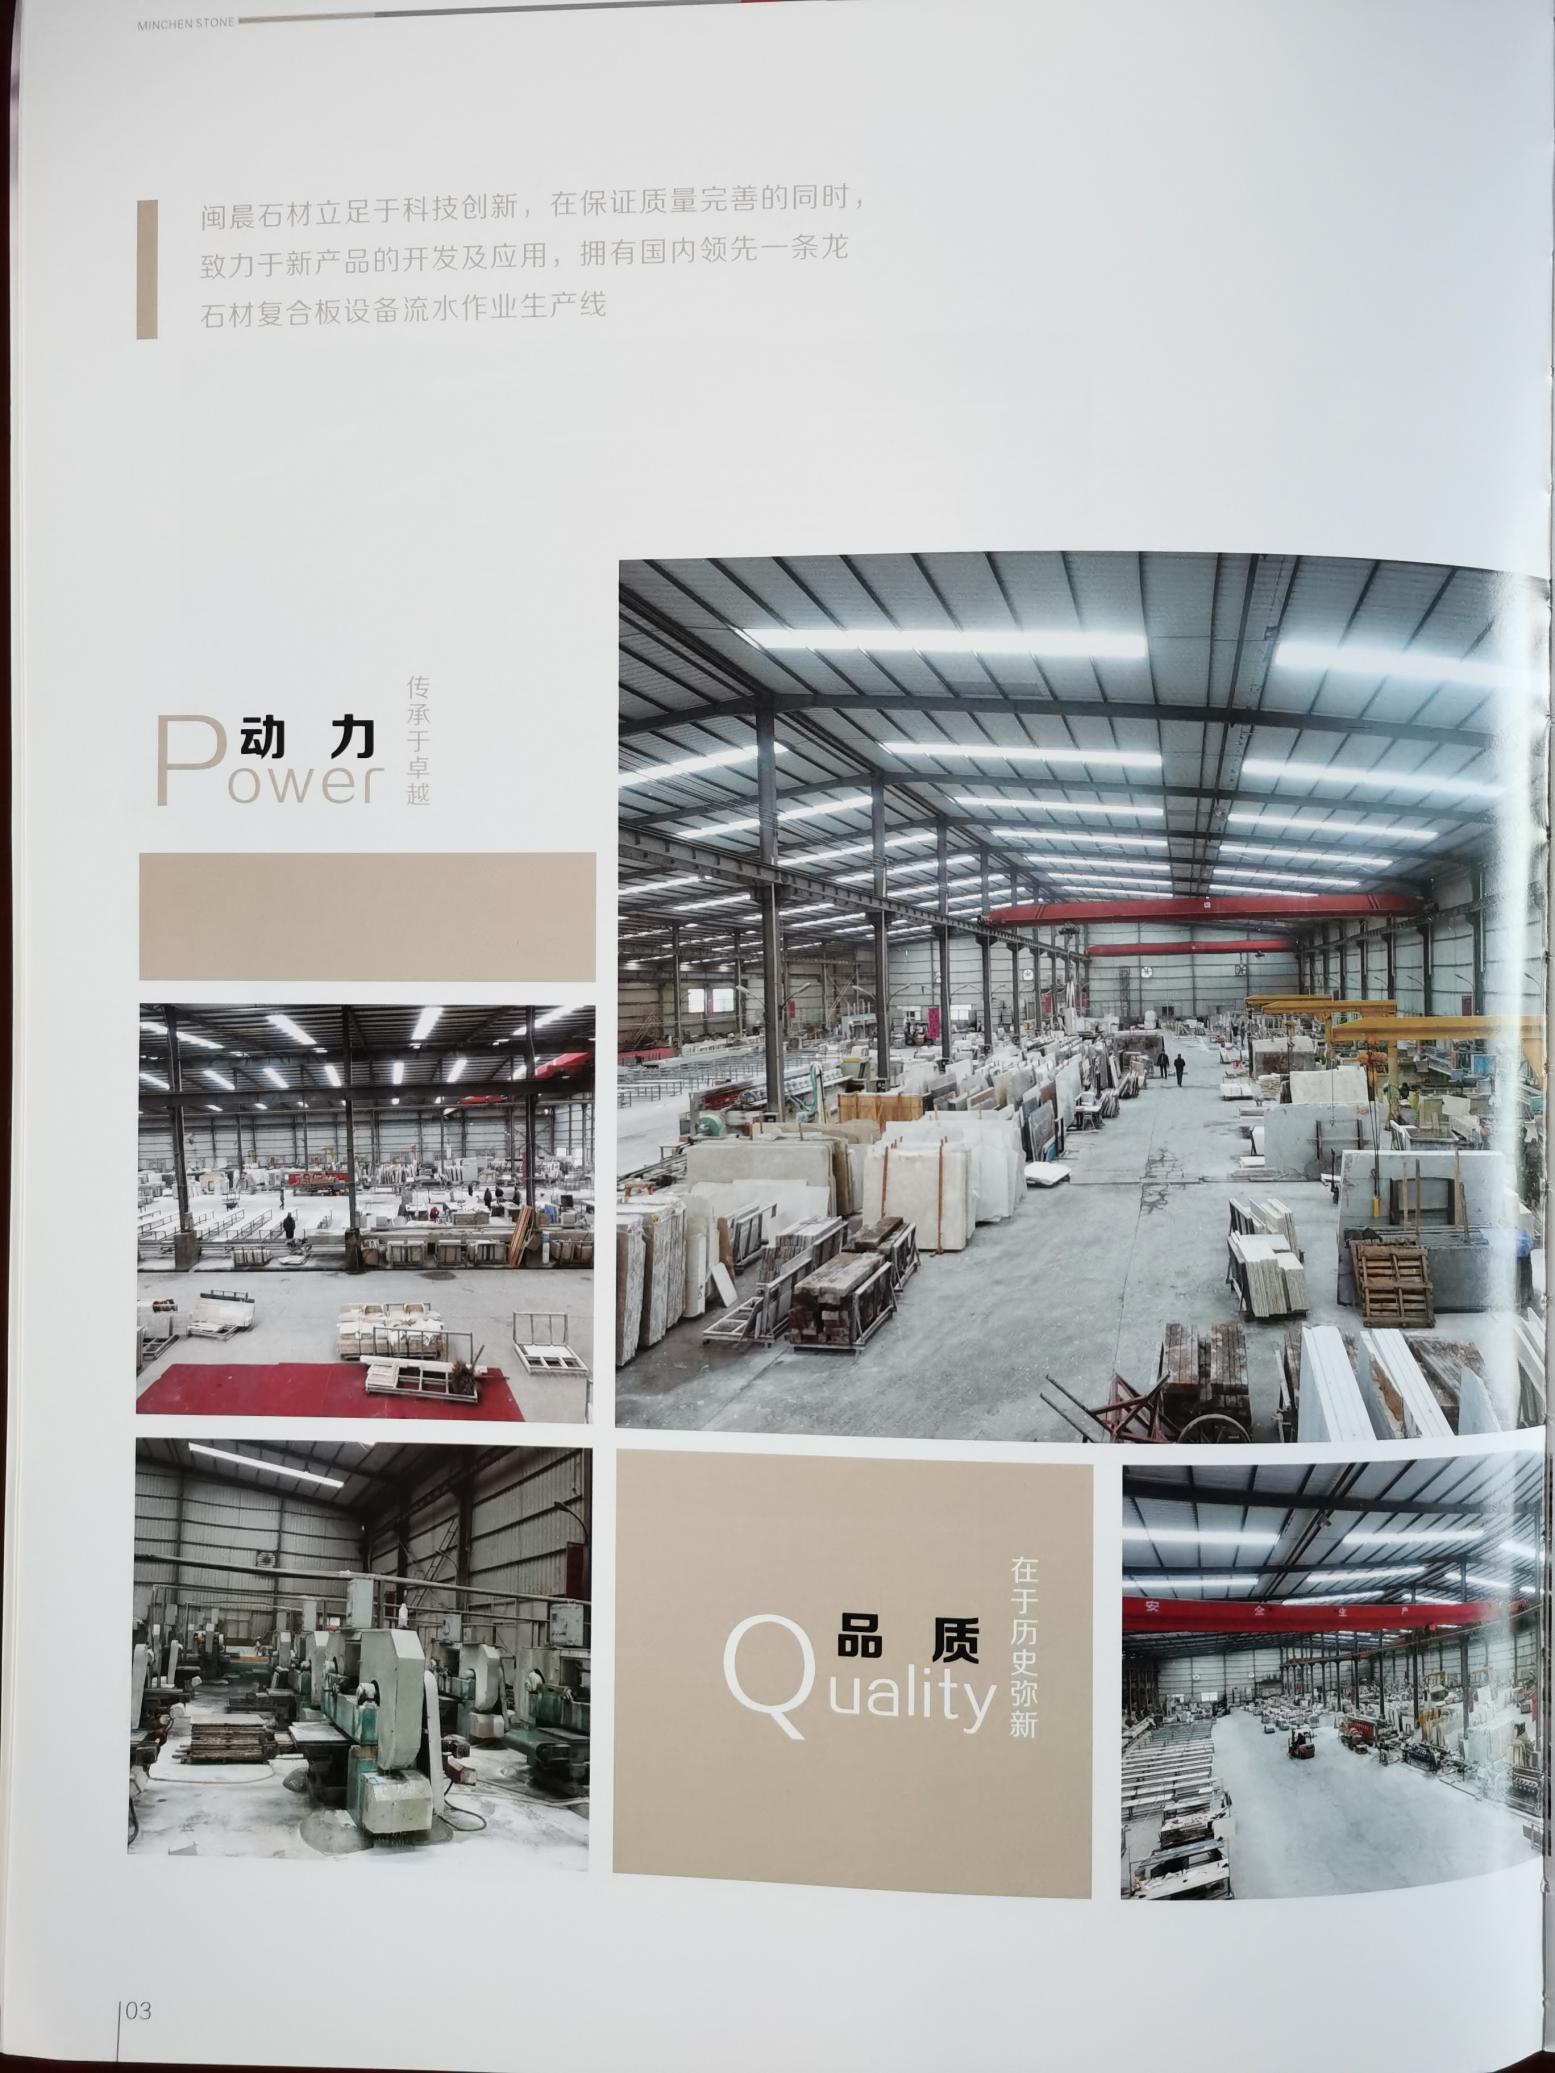 MINCHEN STONE
闽晨石材立足于科技创新，在保证质量完善的同时，
致力于新产品的开发及应用，拥有国内领先一条龙
石材复合板设备流水作业生产线
动 力
Power
传承于卓越
品 质
Quality
在于历史弥新
安 全 生 产
03